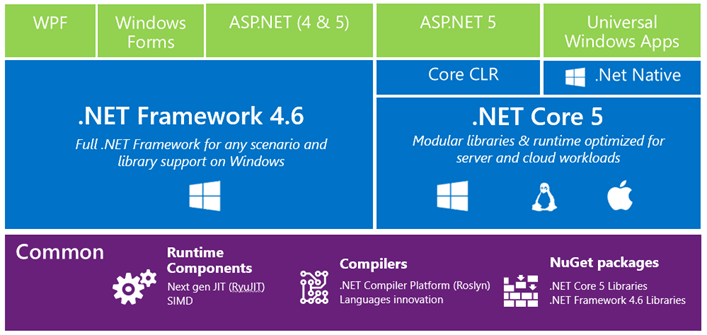 WPF
Windows
Forms
ASP.NET (4 & 5)
ASP.NET 5
Universal
Windows Apps
Core CLR
.Net Native
.NET Framework 4.6
Full .NET Framework for any scenario and
library support on Windows
.NET Core 5
Modular libraries & runtime optimized for
server and cloud workloads
Common
Runtime
Components
Next gen JIT (RyuJIT)
SIMD
Compilers
.NET Compiler Platform (Roslyn)
Languages innovation
NuGet packages
.NET Core 5 Libraries
.NET Framework 4.6 Libraries